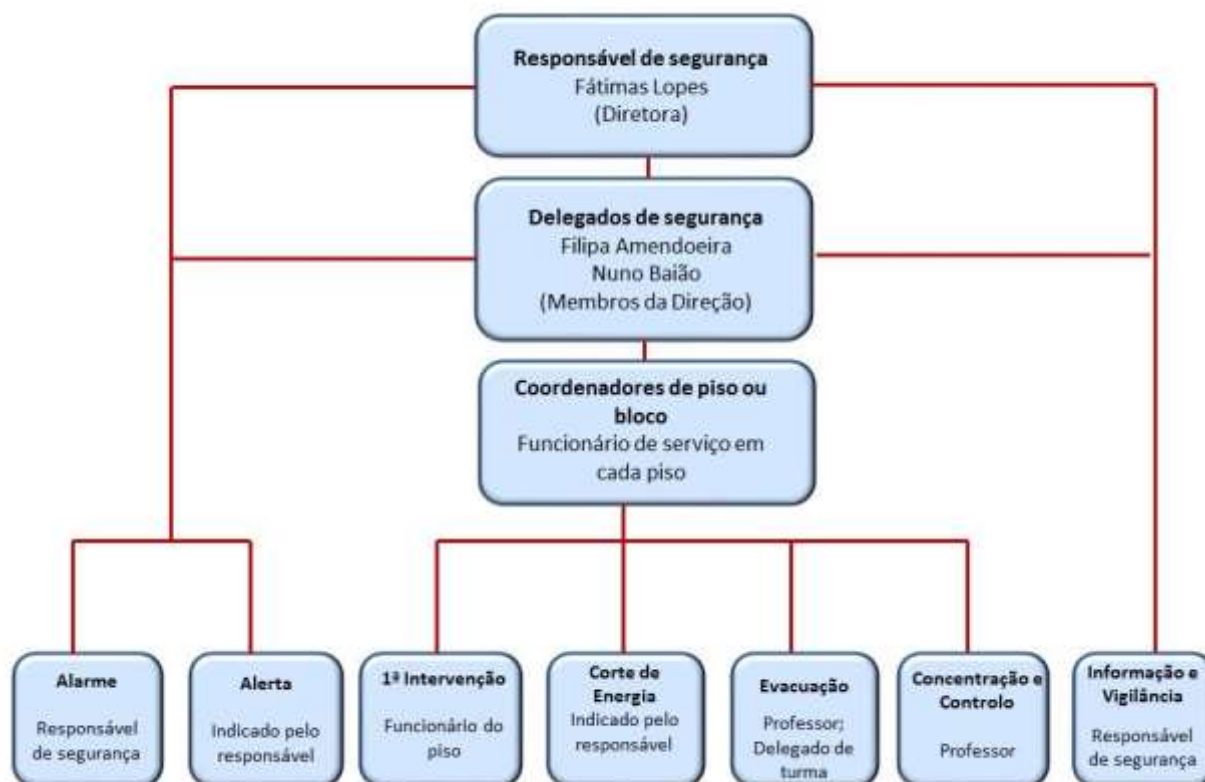 Responsável de segurança
Fátimas Lopes
(Diretora)
Delegados de segurança
Filipa Amendoeira
Nuno Baião
(Membros da Direção)
Coordenadores de piso ou
bloco
Funcionário de serviço em
cada piso
Alarme
Responsável
de segurança
Alerta
Indicado pelo
responsável
1ª Intervenção
Funcionário do
piso
Corte de
Energia
Indicado pelo
responsável
Evacuação
Professor;
Delegado de
turma
Concentração e
Controlo
Professor
Informação e
Vigilância
Responsável
de segurança